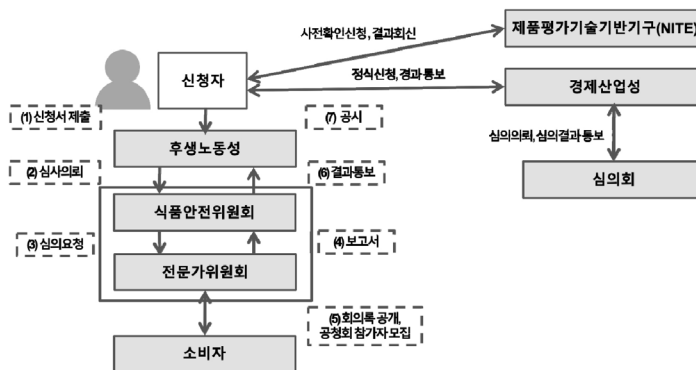 제품평가기술기반기구(NITE)
사전확인신청, 결과회신
신청자
정식신청, 경과 통보
경제산업성
(1) 신청서 제출
(7) 공시
후생노동성
심의의뢰, 심의결과 통보
(2) 심사의뢰
(6) 결과통보
심의회
식품안전위원회
(3) 심의요청
(4) 보고서
전문가위원회
(5) 회의록 공개,
공청회 참가자 모집
소비자